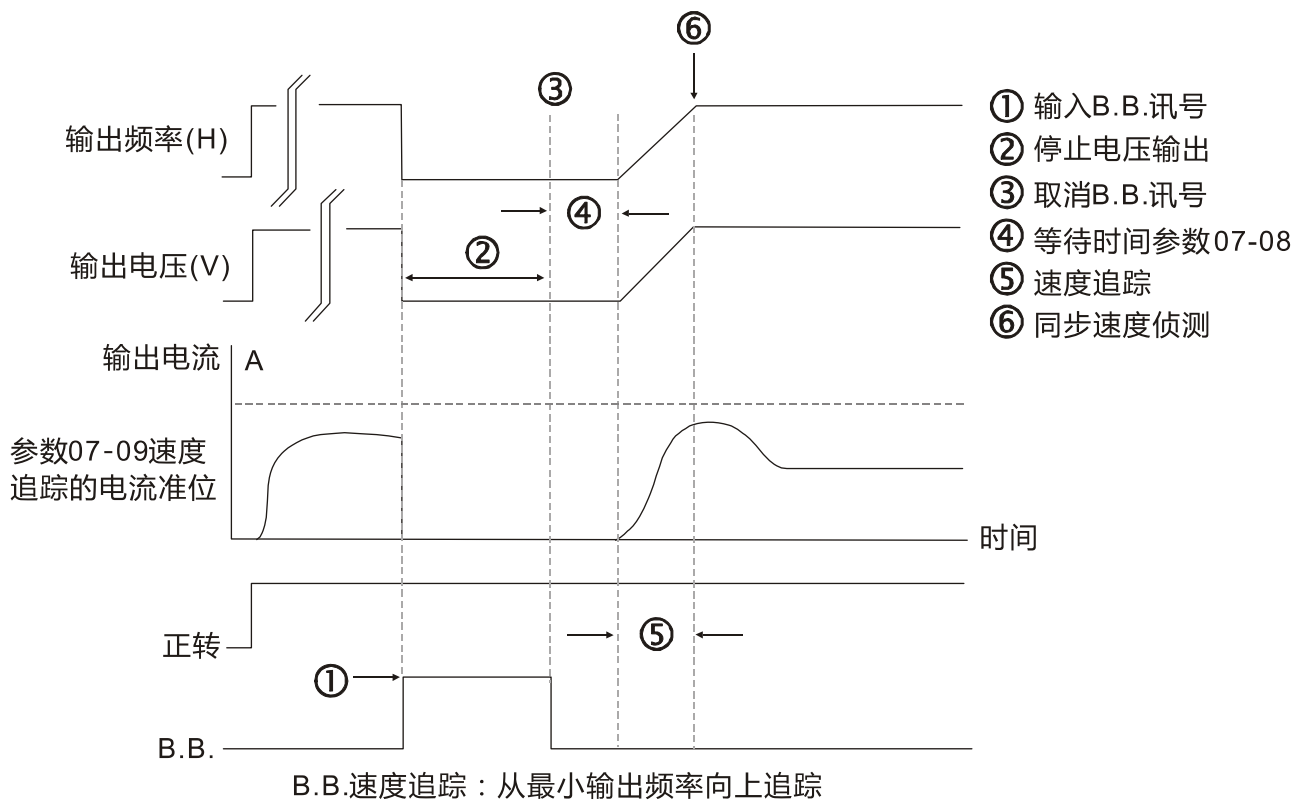 ⑥
③
输出频率(H)
④
②
输出电压(V)
① 输入B.B.讯号
② 停止电压输出
③ 取消B.B.讯号
④ 等待时间参数07-08
⑤ 速度追踪
⑥ 同步速度侦测
输出电流 A
参数07-09速度
追踪的电流准位
时间
正转
⑤
①
B.B.
B.B.速度追踪：从最小输出频率向上追踪